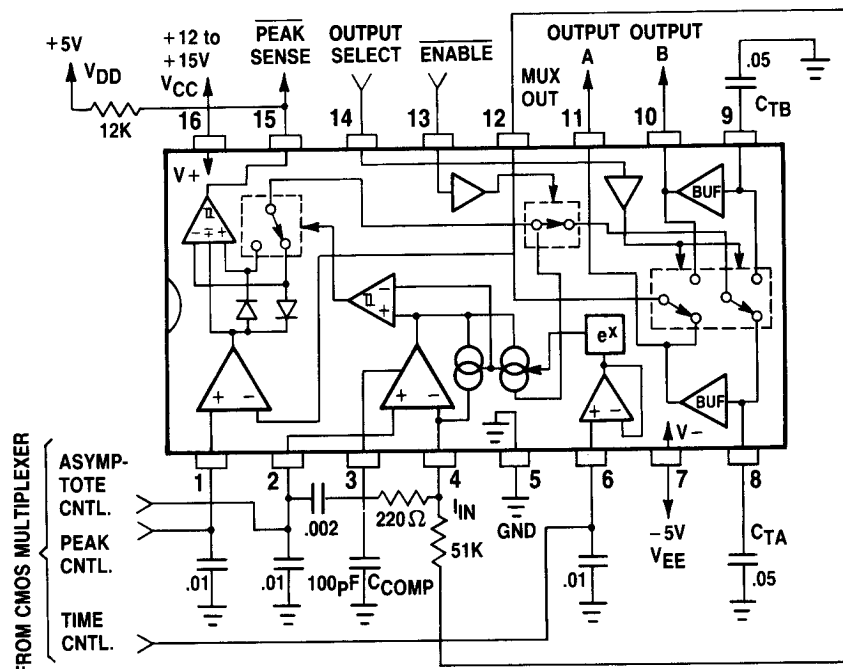 +5V
VDD
12K
+12 to
+15V
VCC
PEAK
SENSE
OUTPUT
SELECT
ENABLE
MUX
OUT
OUTPUT
A
OUTPUT
B
.05
CTB
16
15
14
13
12
11
10
9
V+
- ∓ +
BUF
-
+
ex
+ -
+ -
+ -
BUF
V-
1
2
3
4
5
6
7
8
FROM CMOS MULTIPLEXER
ASYMP-
TOTE
CNTL.
PEAK
CNTL.
TIME
CNTL.
.01
.01
.002
220Ω
100pF CCOMP
IIN
51K
GND
.01
-5V
VEE
CTA
.05